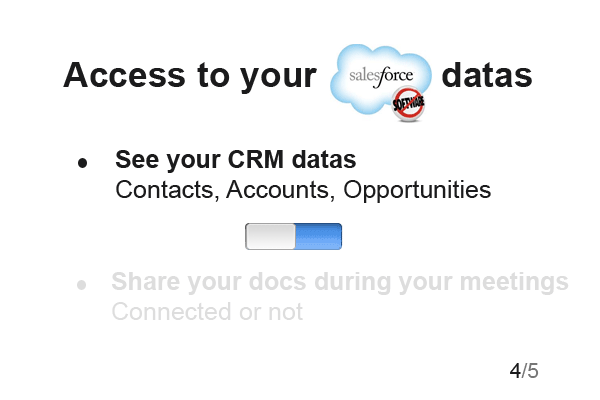 Access to your salesforce datas
SOFTWARE
● See your CRM datas
Contacts, Accounts, Opportunities
● Share your docs during your meetings
Connected or not
4/5